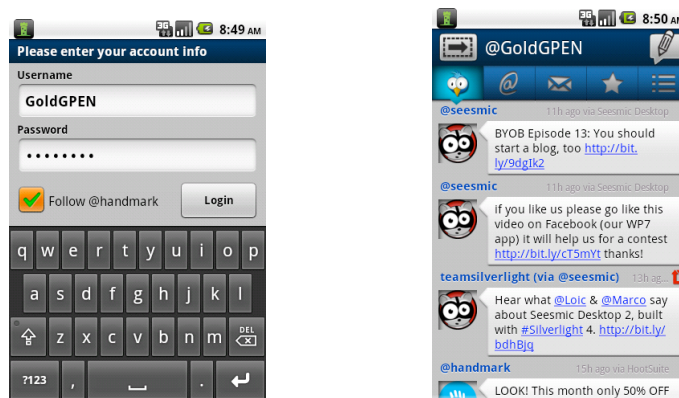 3G
8:49 AM
Please enter your account info
Username
GoldGPEN
Password
••••••••
Follow @handmark
Login
q w e r t y u i o p
a s d f g h j k l
z x c v b n m DEL
?123 , .
3G
8:50 AM
@GoldGPEN
@
@seesmic
11h ago via Seesmic Desktop
BYOB Episode 13: You should
start a blog, too http://bit.
ly/9dgIk2
@seesmic
11h ago via Seesmic Desktop
if you like us please go like this
video on Facebook (our WP7
app) it will help us for a contest
http://bit.ly/cT5mYt thanks!
teamsilverlight (via @seesmic)
13h ag...
Hear what @Loic & @Marco say
about Seesmic Desktop 2, built
with #Silverlight 4. http://bit.ly/
bdhBjq
@handmark
15h ago via HootSuite
LOOK! This month only 50% OFF